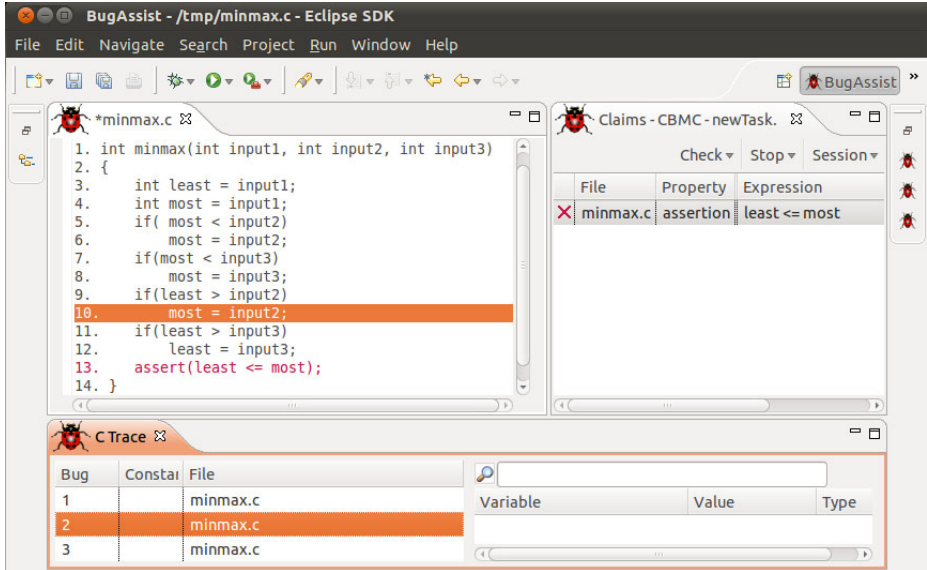 BugAssist - /tmp/minmax.c - Eclipse SDK
File Edit Navigate Search Project Run Window Help
BugAssist »
*minmax.c
1. int minmax(int input1, int input2, int input3)
2. {
3.     int least = input1;
4.     int most = input1;
5.     if( most < input2)
6.         most = input2;
7.     if(most < input3)
8.         most = input3;
9.     if(least > input2)
10.         most = input2;
11.     if(least > input3)
12.         least = input3;
13.     assert(least <= most);
14. }
Claims - CBMC - newTask.
Check Stop Session
File Property Expression
minmax.c assertion least <= most
C Trace
Bug Constai File
1 minmax.c
2 minmax.c
3 minmax.c
Variable Value Type